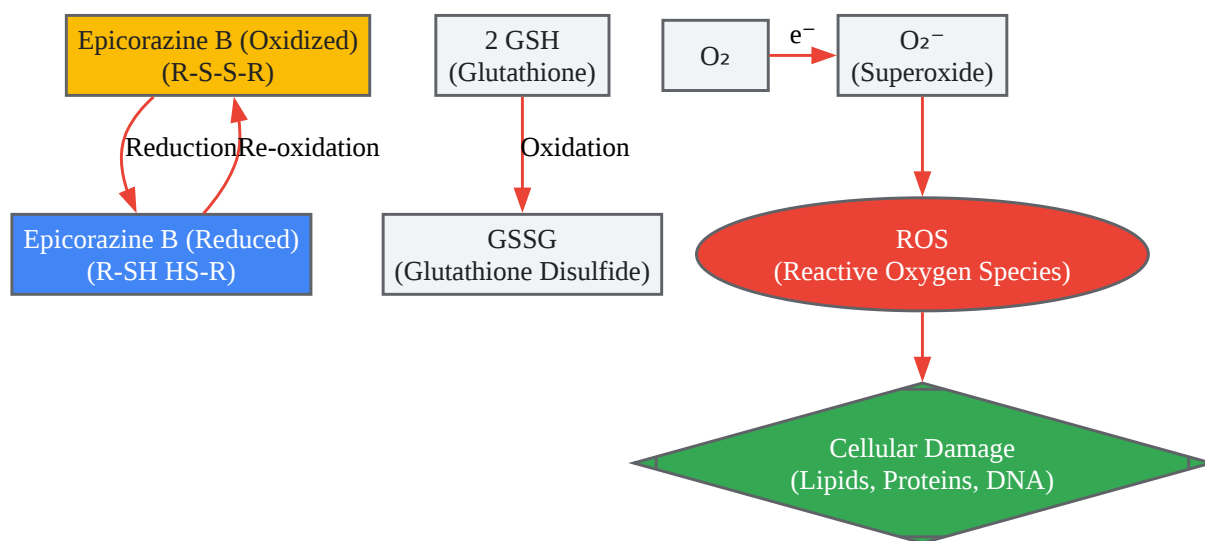 Epicorazine B (Oxidized)
(R-S-S-R)
2 GSH
(Glutathione)
O₂
e⁻
O₂⁻
(Superoxide)
Reduction
Re-oxidation
Oxidation
Epicorazine B (Reduced)
(R-SH HS-R)
GSSG
(Glutathione Disulfide)
ROS
(Reactive Oxygen Species)
Cellular Damage
(Lipids, Proteins, DNA)